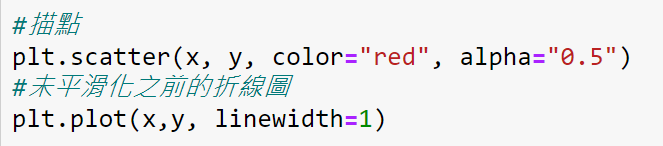 #描點
plt.scatter(x, y, color="red", alpha="0.5")
#未平滑化之前的折線圖
plt.plot(x,y, linewidth=1)